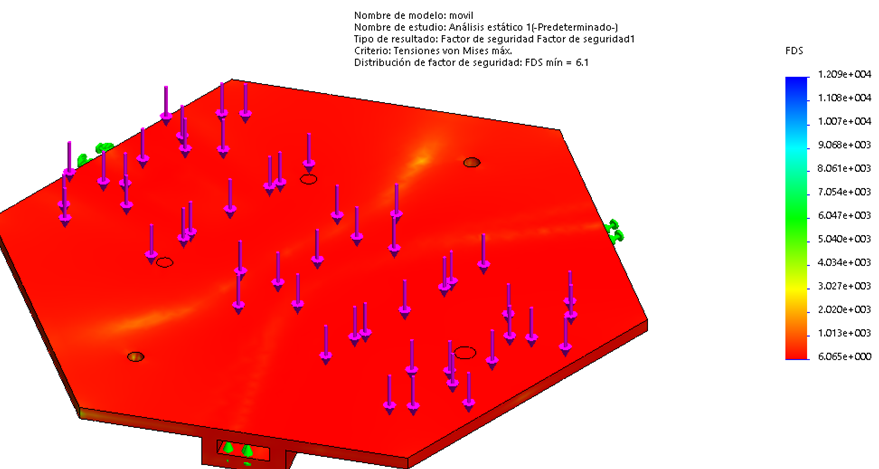 Nombre de modelo: movil
Nombre de estudio: Análisis estático 1(-Predeterminado-)
Tipo de resultado: Factor de seguridad Factor de seguridad1
Criterio: Tensiones von Mises máx.
Distribución de factor de seguridad: FDS mín = 6.1
FDS
1.209e+004
1.108e+004
1.007e+004
9.068e+003
8.061e+003
7.054e+003
6.047e+003
5.040e+003
4.034e+003
3.027e+003
2.020e+003
1.013e+003
6.065e+000